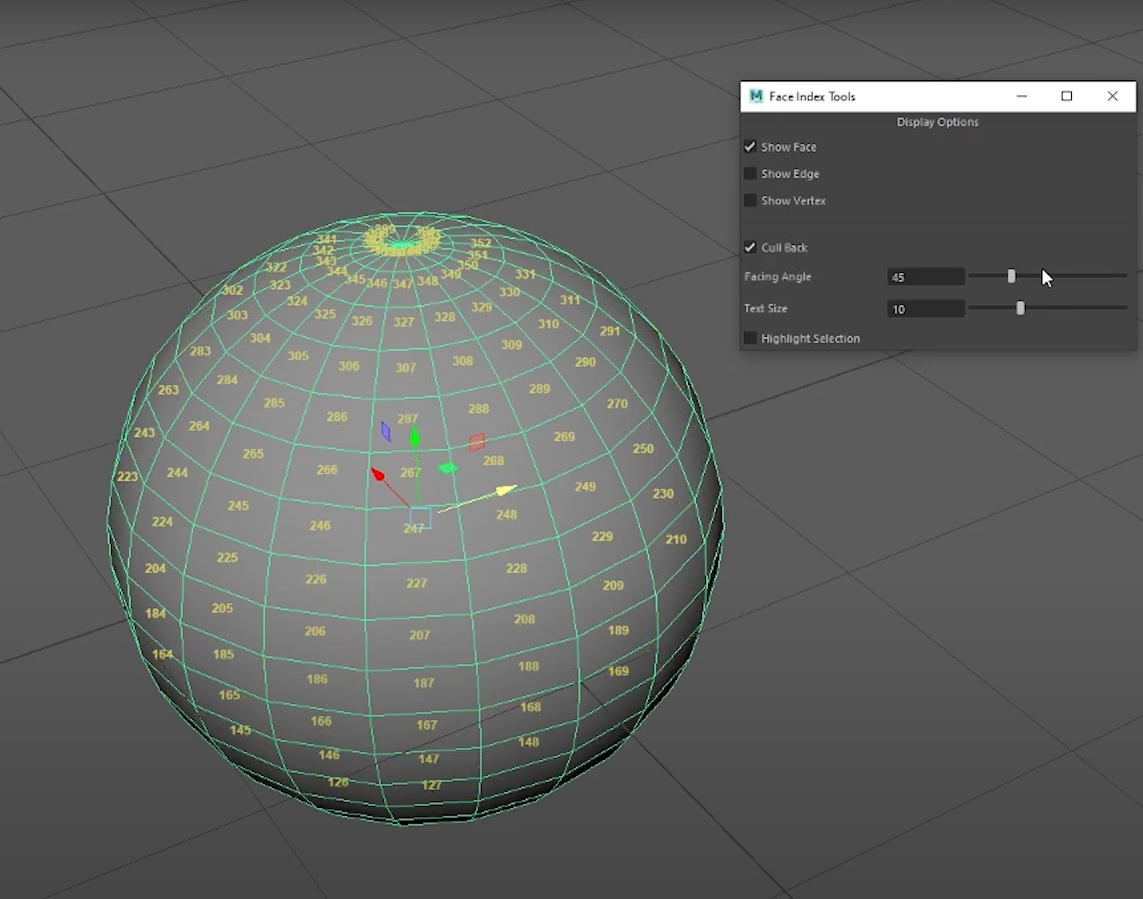 Face Index Tools
Display Options
Show Face
Show Edge
Show Vertex
Cull Back
Facing Angle 45
Text Size 10
Highlight Selection
341 352
342 351
343 350
322 344 349 331
323 345 346 347 348
302 324 330 311
303 325 326 327 328 329 310
283 304 305 306 307 308 309 290 291
263 284 285 286 287 288 289 270
243 264 265 266 267 268 269 250
223 244 245 246 247 248 249 230
224 225 226 227 228 229 210
204 205 206 207 208 209
184 185 186 187 188 189
164 165 166 167 168 169
145 146 147 148
126 127